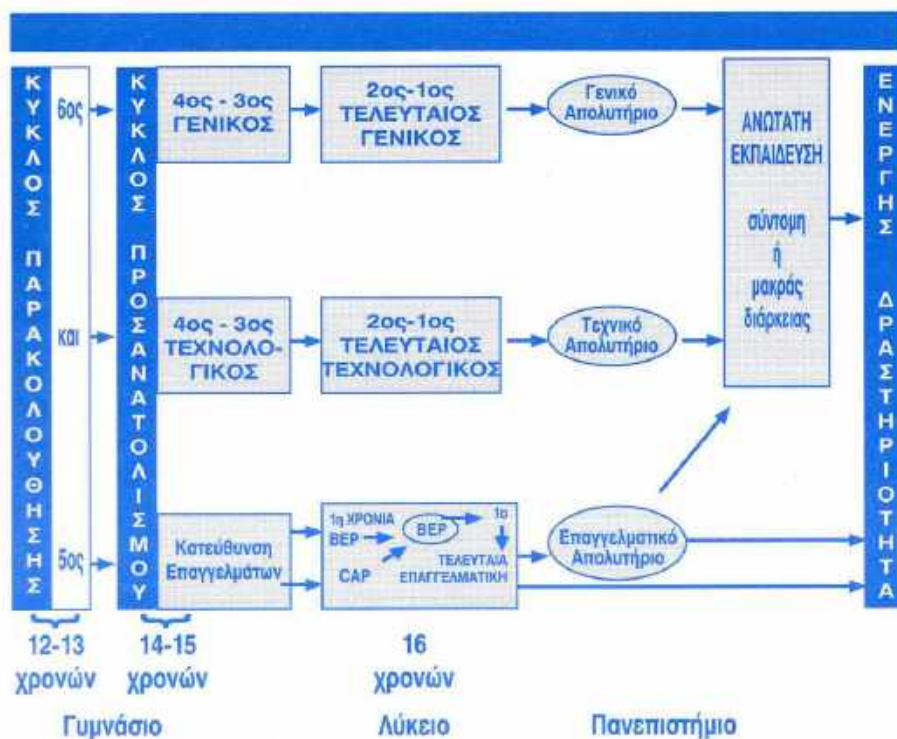 ΚΥΚΛΟΣ ΠΑΡΑΚΟΛΟΥΘΗΣΗΣ
6ος
και
5ος
ΚΥΚΛΟΣ ΠΡΟΣΑΝΑΤΟΛΙΣΜΟΥ
4ος - 3ος
ΓΕΝΙΚΟΣ
2ος-1ος
ΤΕΛΕΥΤΑΙΟΣ
ΓΕΝΙΚΟΣ
Γενικό
Απολυτήριο
ΑΝΩΤΑΤΗ
ΕΚΠΑΙΔΕΥΣΗ
σύντομη
ή
μακράς
διάρκειας
ΕΝΕΡΓΗΣ ΔΡΑΣΤΗΡΙΟΤΗΤΑ
4ος - 3ος
ΤΕΧΝΟΛΟ-
ΓΙΚΟΣ
2ος-1ος
ΤΕΛΕΥΤΑΙΟΣ
ΤΕΧΝΟΛΟΓΙΚΟΣ
Τεχνικό
Απολυτήριο
Κατεύθυνση
Επαγγελμάτων
1η ΧΡΟΝΙΑ
BEP
BEP
1ο
CAP
ΤΕΛΕΥΤΑΙΑ
ΕΠΑΓΓΕΛΜΑΤΙΚΗ
Επαγγελματικό
Απολυτήριο
12-13
χρονών
14-15
χρονών
16
χρονών
Γυμνάσιο
Λύκειο
Πανεπιστήμιο